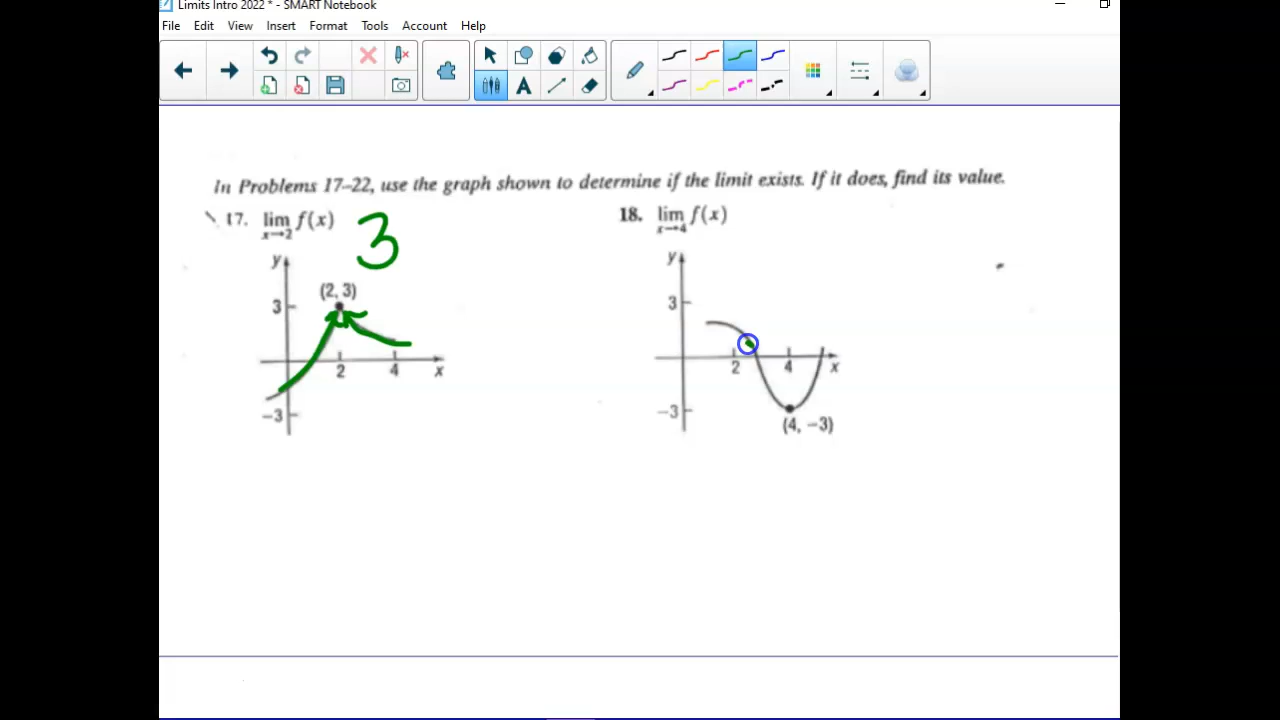 Limits Intro 2022 * - SMART Notebook
File Edit View Insert Format Tools Account Help
In Problems 17–22, use the graph shown to determine if the limit exists. If it does, find its value.
17. lim f(x) 3
x→2
18. lim f(x)
x→4
y
(2, 3)
3
2 4 x
−3
y
3
2 4 x
−3
(4, −3)